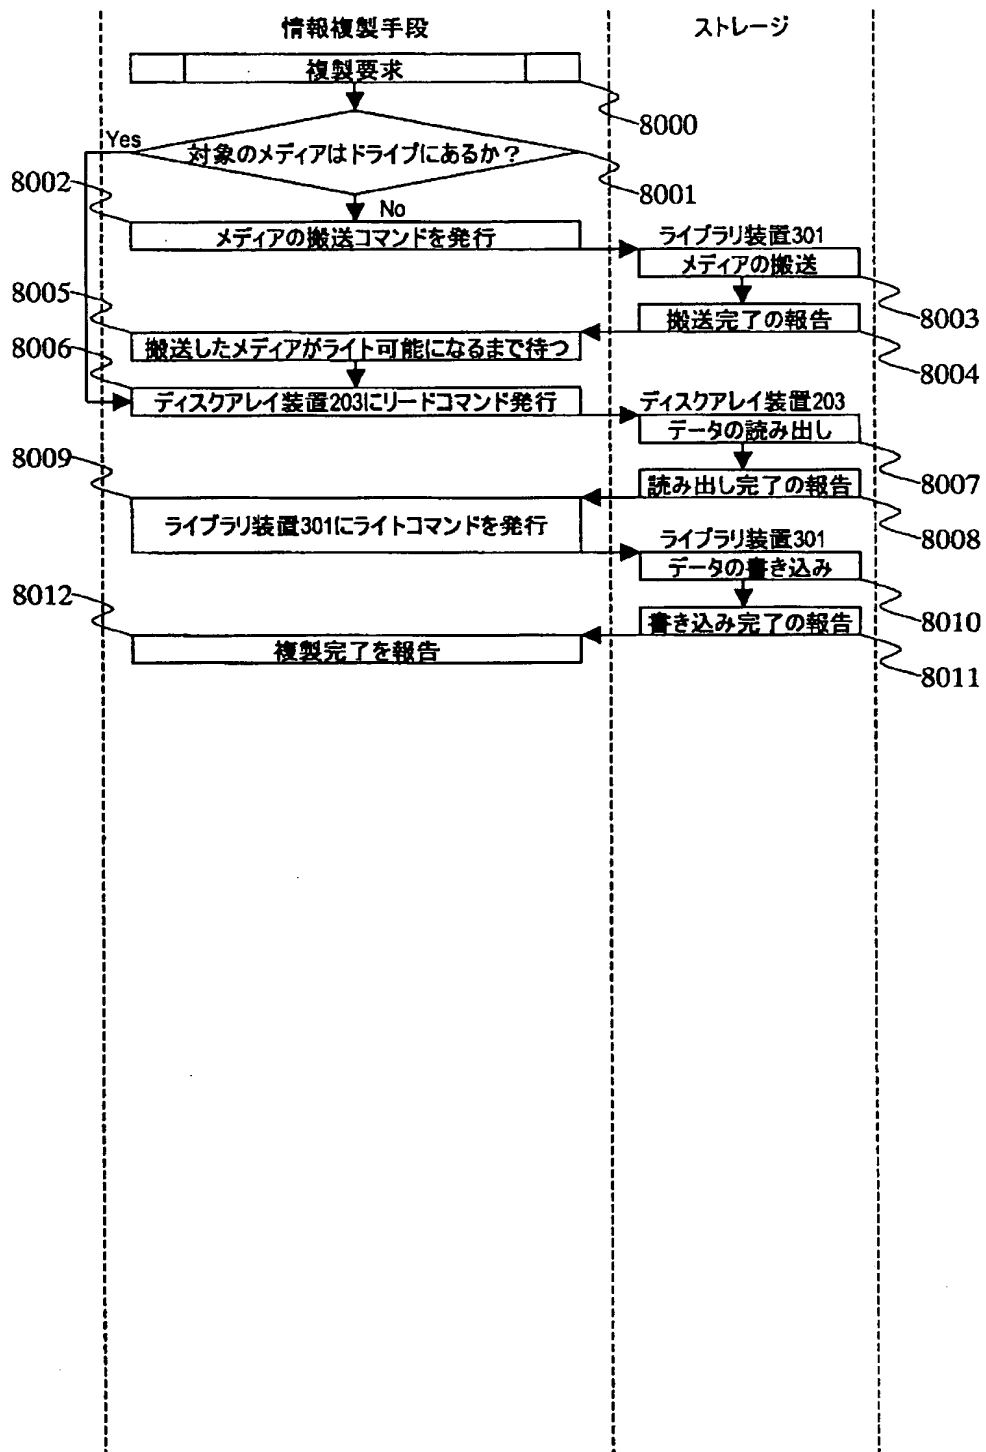 情報複製手段
ストレージ
複製要求
8000
Yes
対象のメディアはドライブにあるか？
8001
8002
No
メディアの搬送コマンドを発行
ライブラリ装置301
メディアの搬送
8003
8005
搬送完了の報告
8004
搬送したメディアがライト可能になるまで待つ
8006
ディスクアレイ装置203にリードコマンド発行
ディスクアレイ装置203
データの読み出し
8007
8009
読み出し完了の報告
8008
ライブラリ装置301にライトコマンドを発行
ライブラリ装置301
データの書き込み
8010
8012
書き込み完了の報告
8011
複製完了を報告